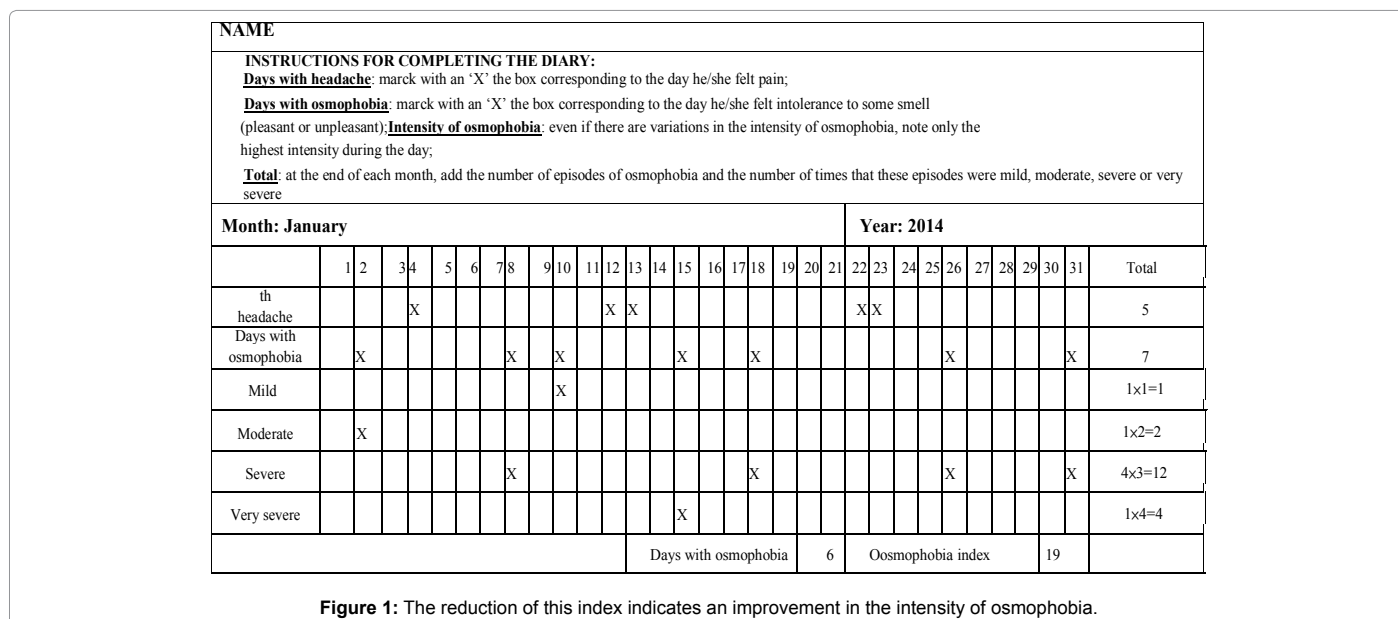 NAME
INSTRUCTIONS FOR COMPLETING THE DIARY:
Days with headache: marck with an ‘X’ the box corresponding to the day he/she felt pain;
Days with osmophobia: marck with an ‘X’ the box corresponding to the day he/she felt intolerance to some smell
(pleasant or unpleasant);Intensity of osmophobia: even if there are variations in the intensity of osmophobia, note only the
highest intensity during the day;
Total: at the end of each month, add the number of episodes of osmophobia and the number of times that these episodes were mild, moderate, severe or very
severe
Month: January Year: 2014
1 2 3 4 5 6 7 8 9 10 11 12 13 14 15 16 17 18 19 20 21 22 23 24 25 26 27 28 29 30 31 Total
th
headache X X X X X 5
Days with
osmophobia X X X X X X X 7
Mild X 1x1=1
Moderate X 1x2=2
Severe X X X X 4x3=12
Very severe X 1x4=4
Days with osmophobia 6 Oosmophobia index 19
Figure 1: The reduction of this index indicates an improvement in the intensity of osmophobia.